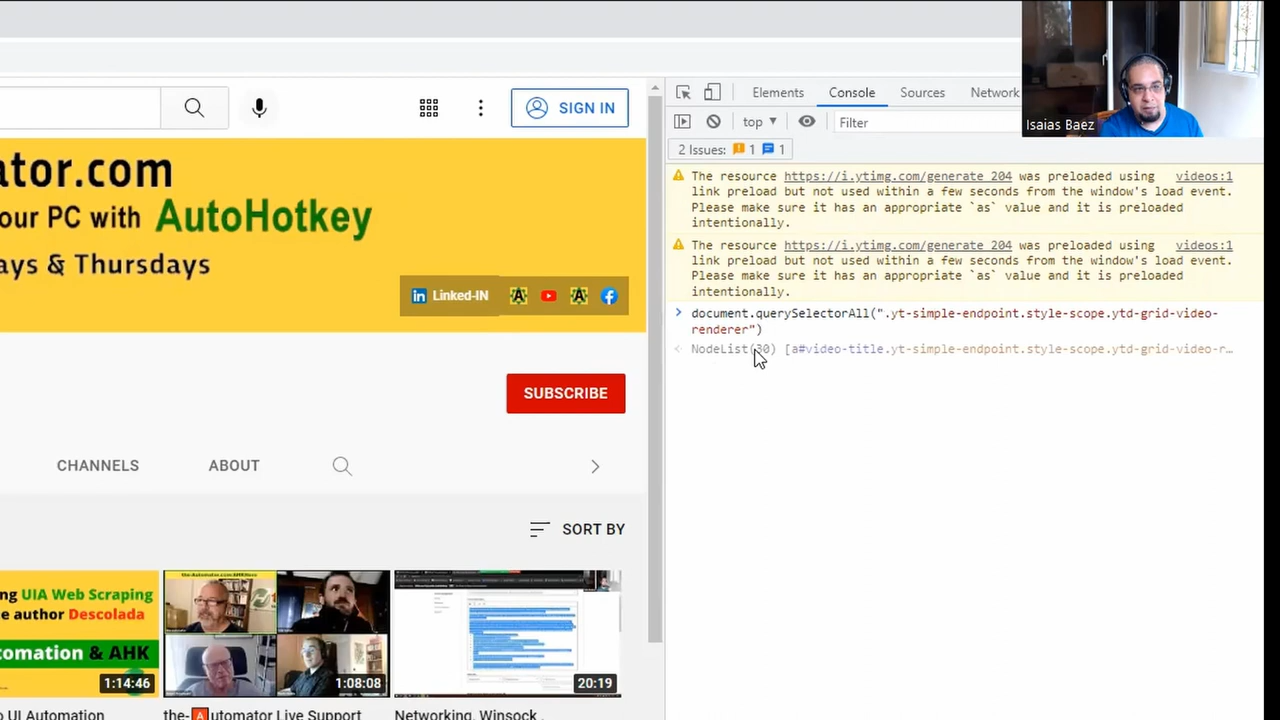 Isaias Baez
SIGN IN
Elements Console Sources Network
top Filter
2 Issues: 1 1
The resource https://i.ytimg.com/generate_204 was preloaded using videos:1
link preload but not used within a few seconds from the window's load event.
Please make sure it has an appropriate `as` value and it is preloaded
intentionally.
The resource https://i.ytimg.com/generate_204 was preloaded using videos:1
link preload but not used within a few seconds from the window's load event.
Please make sure it has an appropriate `as` value and it is preloaded
intentionally.
document.querySelectorAll(".yt-simple-endpoint.style-scope.ytd-grid-video-
renderer")
NodeList(30) [a#video-title.yt-simple-endpoint.style-scope.ytd-grid-video-r…
ator.com
our PC with AutoHotkey
ays & Thursdays
Linked-IN
SUBSCRIBE
CHANNELS ABOUT
SORT BY
ng UIA Web Scraping
e author Descolada
omation & AHK
1:14:46
1:08:08
20:19
o UI Automation
the-Automator Live Support
Networking, Winsock,